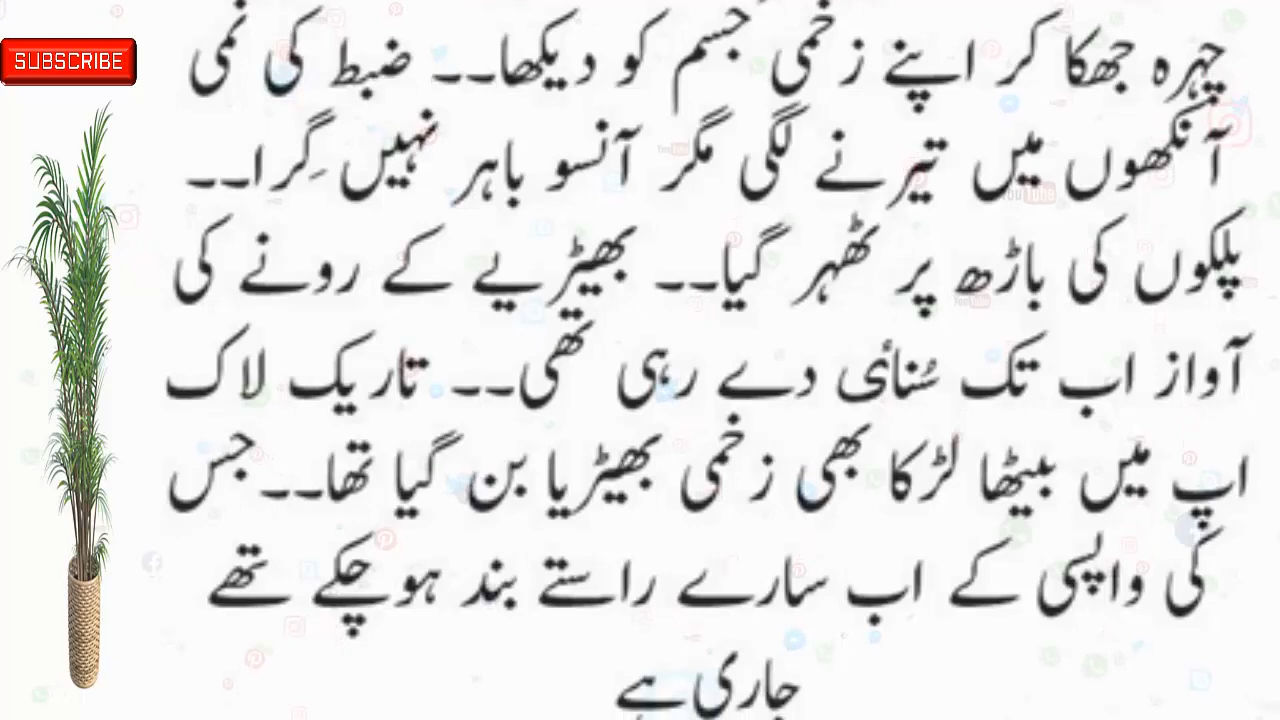 SUBSCRIBE
چہرہ جھکا کر اپنے زخمی جسم کو دیکھا۔۔ ضبط کی نمی
آنکھوں میں تیرنے لگی مگر آنسو باہر نہیں گِرا۔۔
پلکوں کی باڑھ پر ٹھہر گیا۔۔ بھیڑیے کے رونے کی
آواز اب تک سُنائ دے رہی تھی۔۔ تاریک لاک
اپ میں بیٹھا لڑکا بھی زخمی بھیڑیا بن گیا تھا۔۔ جس
کی واپسی کے اب سارے راستے بند ہو چکے تھے
جاری ہے